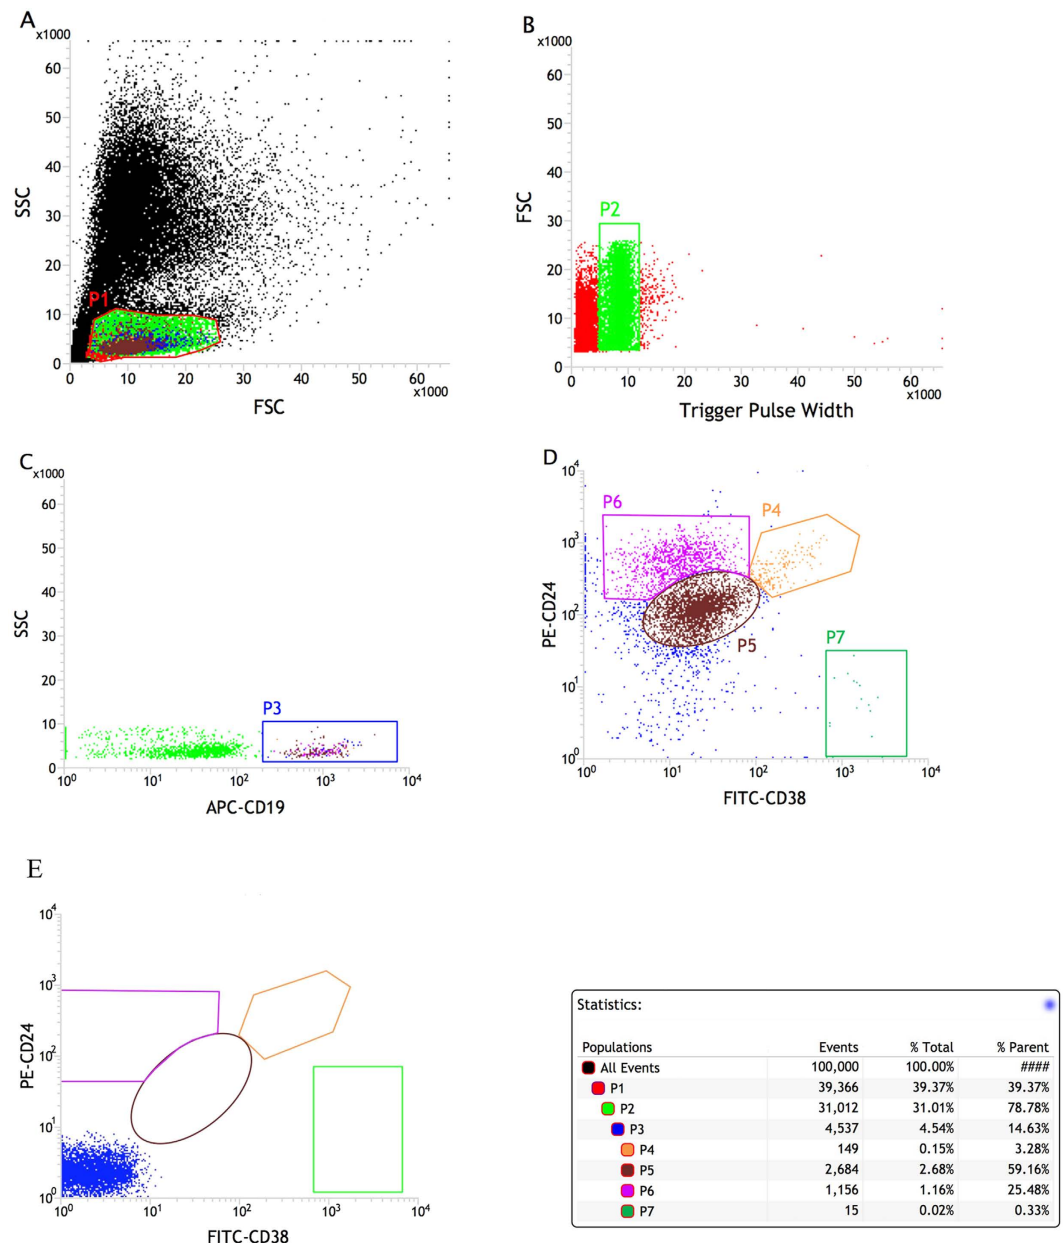 A
x1000
60
50
40
30
20
10
0
SSC
P1
0 10 20 30 40 50 60
x1000
FSC
B
x1000
60
50
40
30
20
10
0
FSC
P2
0 10 20 30 40 50 60
x1000
Trigger Pulse Width
C
x1000
60
50
40
30
20
10
0
SSC
P3
10^0 10^1 10^2 10^3 10^4
APC-CD19
D
10^4
10^3
10^2
10^1
10^0
PE-CD24
P6
P4
P5
P7
10^0 10^1 10^2 10^3 10^4
FITC-CD38
E
10^4
10^3
10^2
10^1
10^0
PE-CD24
10^0 10^1 10^2 10^3 10^4
FITC-CD38
Statistics:
Populations Events % Total % Parent
All Events 100,000 100.00% ####
P1 39,366 39.37% 39.37%
P2 31,012 31.01% 78.78%
P3 4,537 4.54% 14.63%
P4 149 0.15% 3.28%
P5 2,684 2.68% 59.16%
P6 1,156 1.16% 25.48%
P7 15 0.02% 0.33%